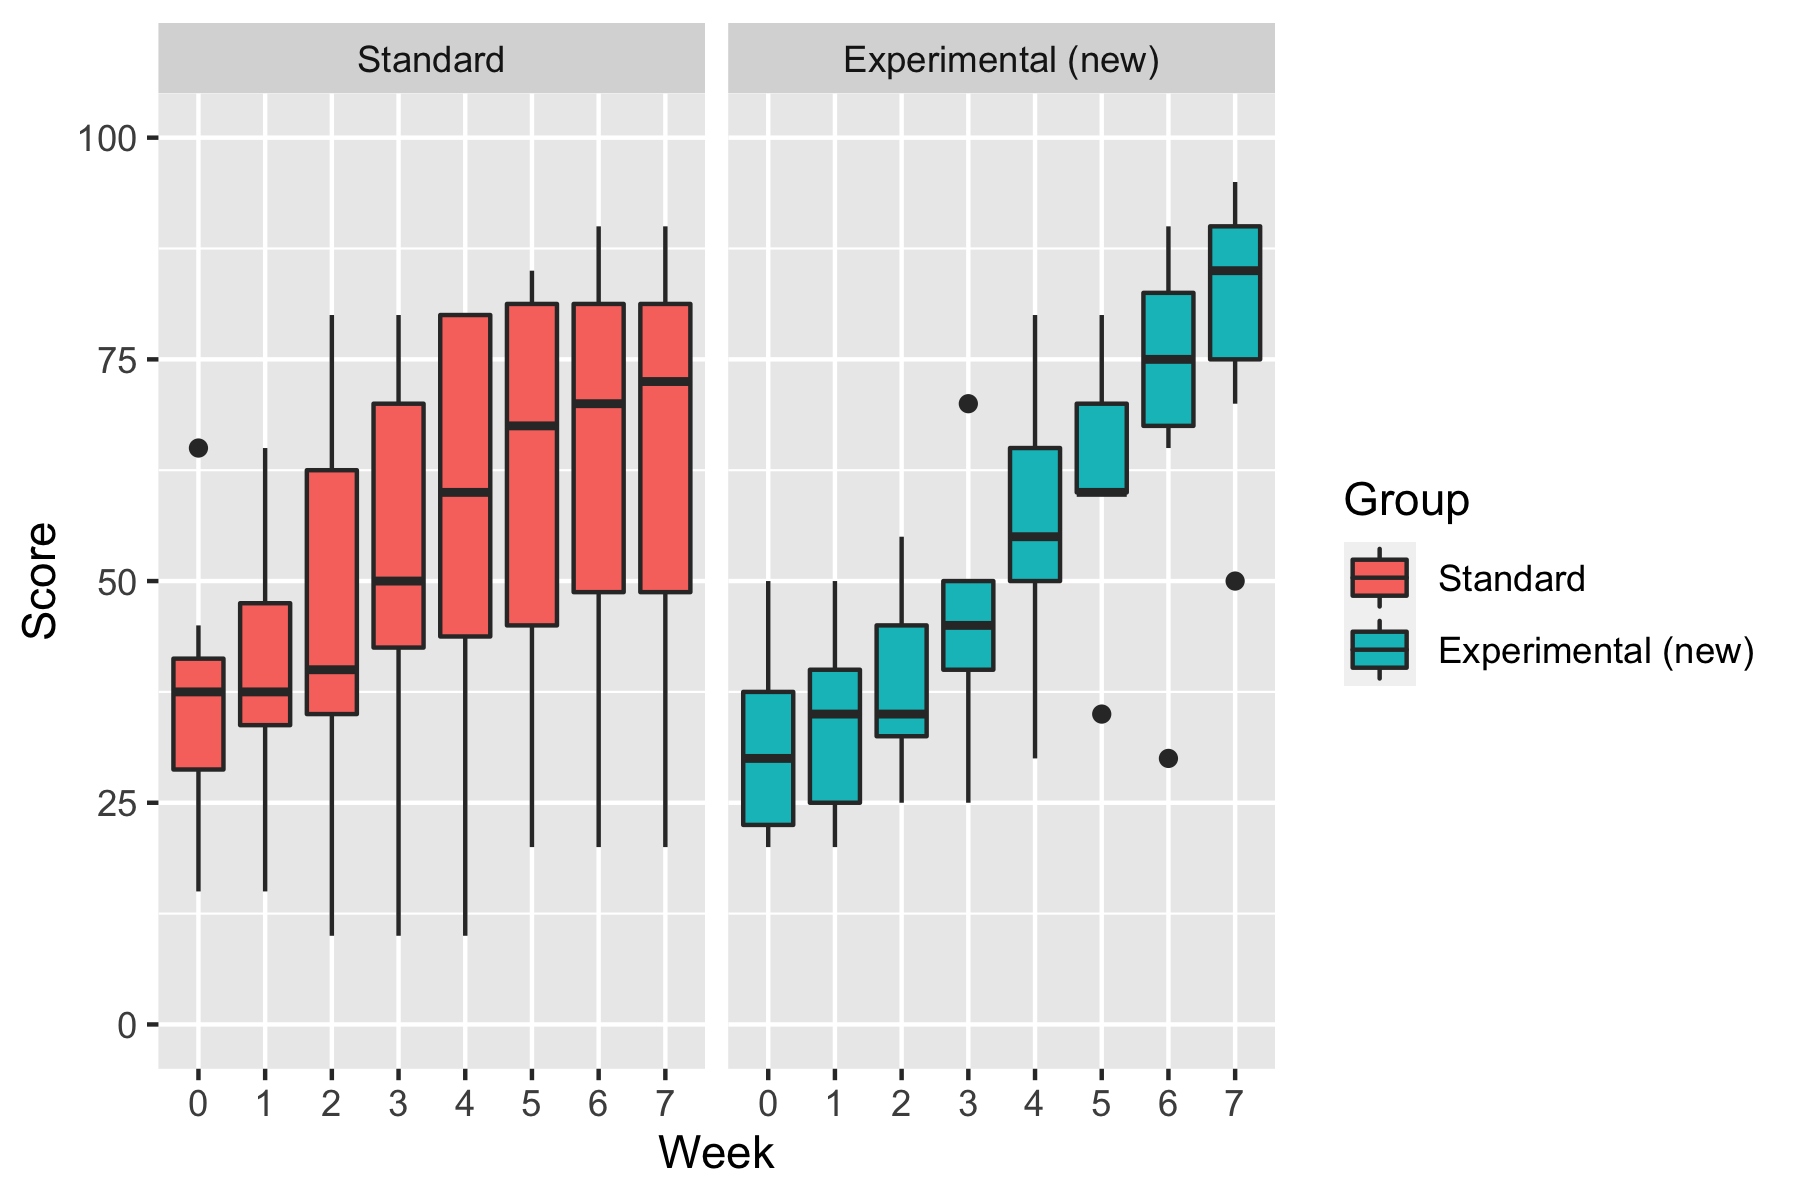 Standard
Experimental (new)
Score
100
75
50
25
0
0 1 2 3 4 5 6 7
0 1 2 3 4 5 6 7
Week
Group
Standard
Experimental (new)